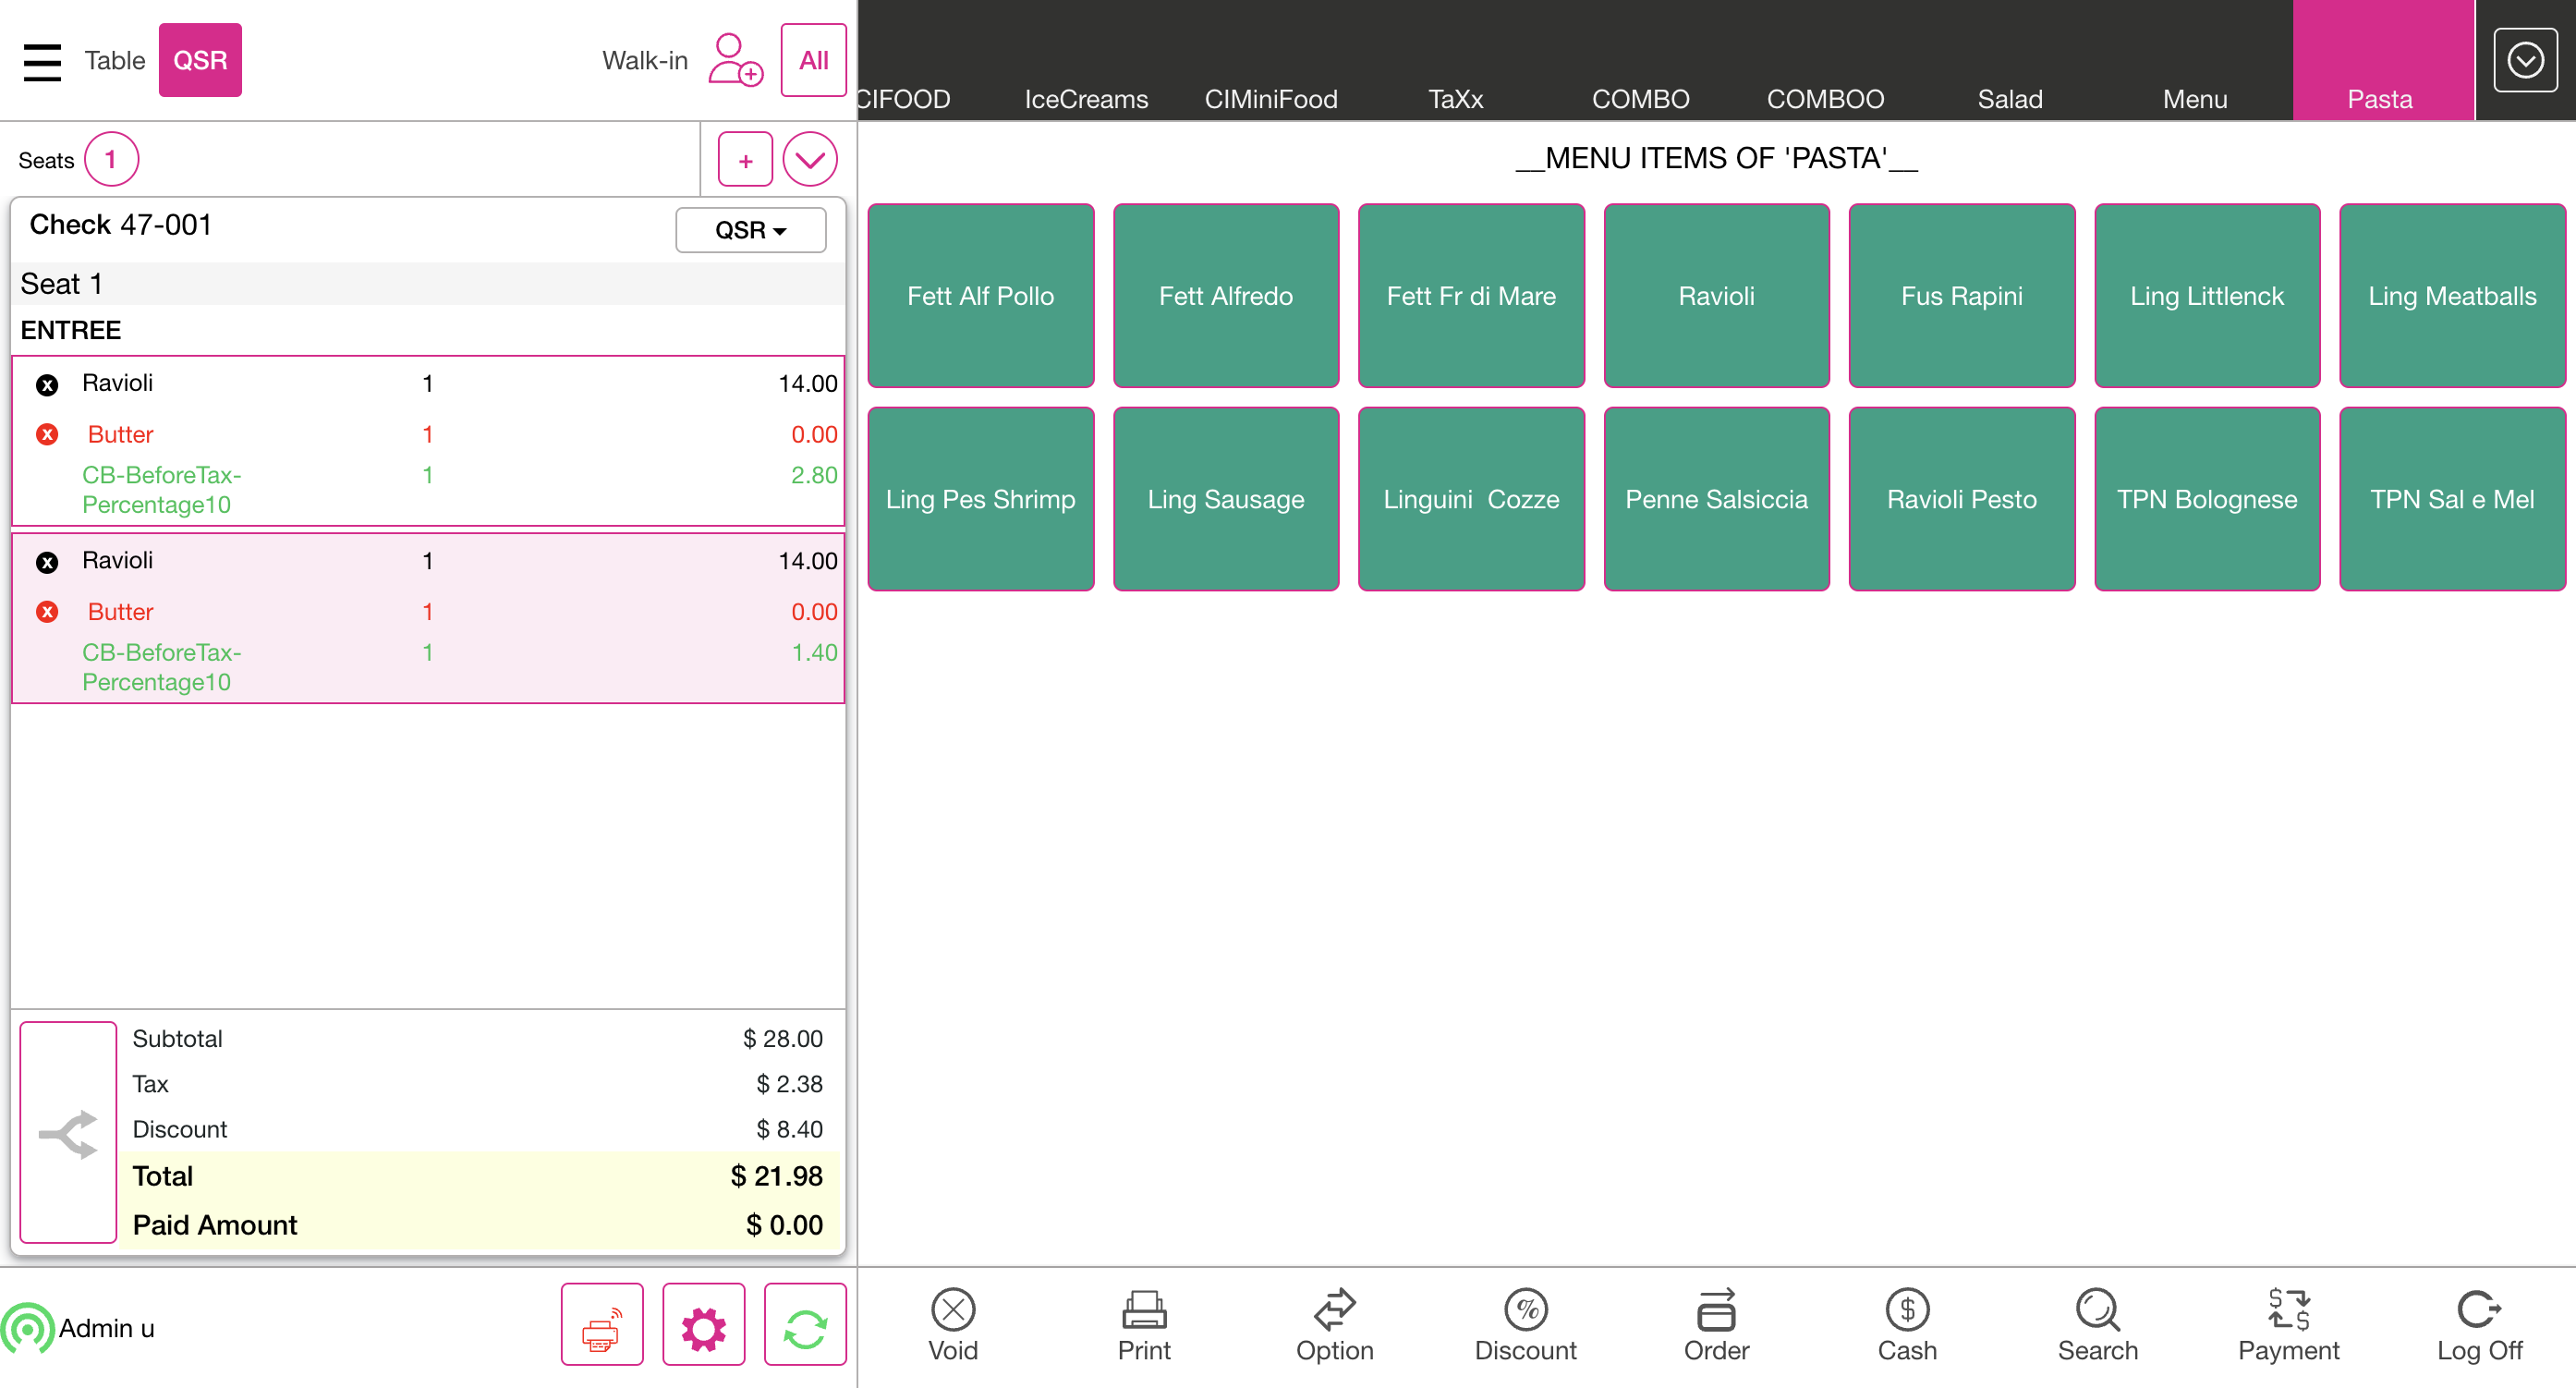 Table QSR Walk-in All
CIFOOD IceCreams CIMiniFood TaXx COMBO COMBOO Salad Menu Pasta
Seats 1 +
Check 47-001 QSR
Seat 1
ENTREE
x Ravioli 1 14.00
x Butter 1 0.00
CB-BeforeTax- 1 2.80
Percentage10
x Ravioli 1 14.00
x Butter 1 0.00
CB-BeforeTax- 1 1.40
Percentage10
Subtotal $ 28.00
Tax $ 2.38
Discount $ 8.40
Total $ 21.98
Paid Amount $ 0.00
Admin u
__MENU ITEMS OF 'PASTA'__
Fett Alf Pollo Fett Alfredo Fett Fr di Mare Ravioli Fus Rapini Ling Littlenck Ling Meatballs
Ling Pes Shrimp Ling Sausage Linguini  Cozze Penne Salsiccia Ravioli Pesto TPN Bolognese TPN Sal e Mel
Void Print Option Discount Order Cash Search Payment Log Off